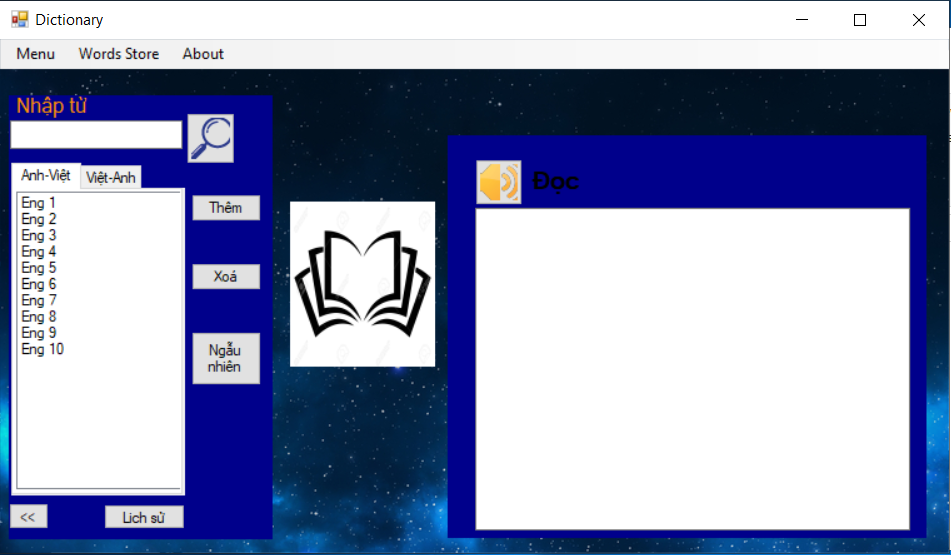 Dictionary
Menu Words Store About
Nhập từ
Anh-Việt Việt-Anh
Eng 1
Eng 2
Eng 3
Eng 4
Eng 5
Eng 6
Eng 7
Eng 8
Eng 9
Eng 10
<< Lich sử
Thêm
Xoá
Ngẫu
nhiên
Đọc